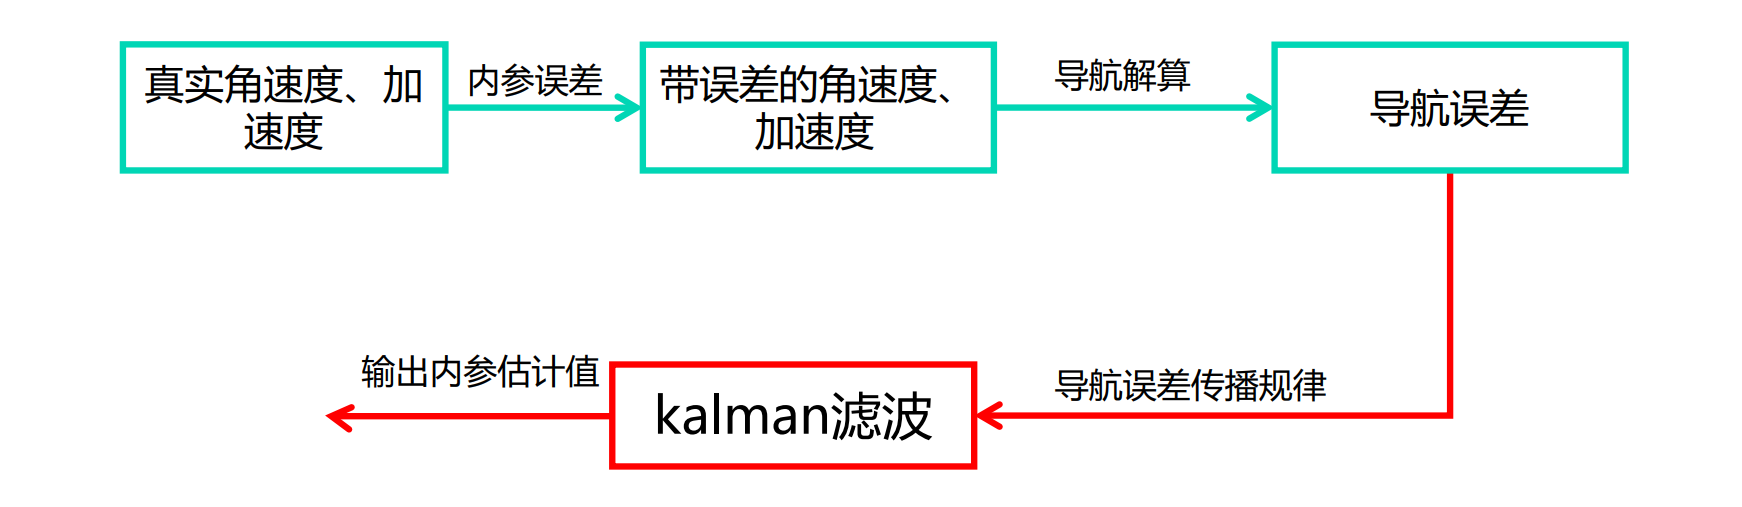 真实角速度、加
速度
内参误差
带误差的角速度、
加速度
导航解算
导航误差
导航误差传播规律
kalman滤波
输出内参估计值